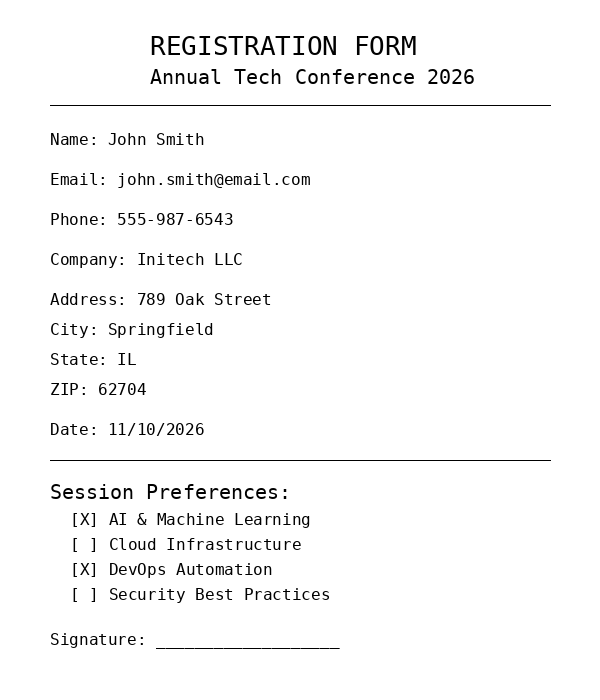 REGISTRATION FORM
Annual Tech Conference 2026
Name: John Smith
Email: john.smith@email.com
Phone: 555-987-6543
Company: Initech LLC
Address: 789 Oak Street
City: Springfield
State: IL
ZIP: 62704
Date: 11/10/2026
Session Preferences:
[X] AI & Machine Learning
[ ] Cloud Infrastructure
[X] DevOps Automation
[ ] Security Best Practices
Signature: ___________________